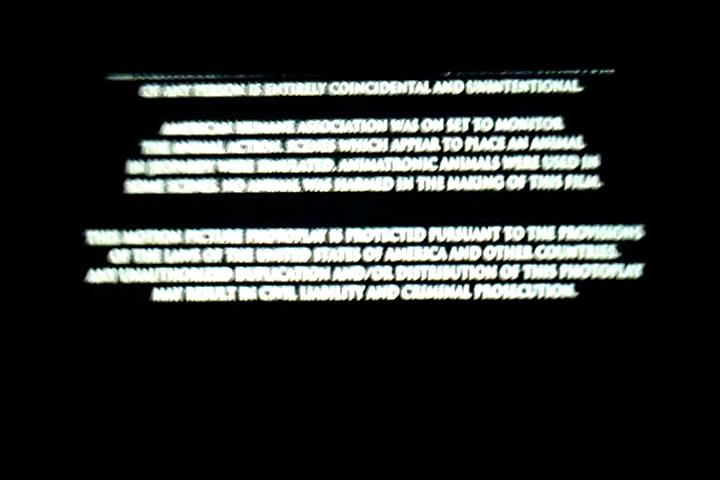 OF ANY PERSON IS ENTIRELY COINCIDENTAL AND UNINTENTIONAL.
AMERICAN HUMANE ASSOCIATION WAS ON SET TO MONITOR
THE ANIMAL ACTION. SCENES WHICH APPEAR TO PLACE AN ANIMAL
IN JEOPARDY WERE SIMULATED. ANIMATRONIC ANIMALS WERE USED IN
SOME SCENES. NO ANIMAL WAS HARMED IN THE MAKING OF THIS FILM.
THIS MOTION PICTURE PHOTOPLAY IS PROTECTED PURSUANT TO THE PROVISIONS
OF THE LAWS OF THE UNITED STATES OF AMERICA AND OTHER COUNTRIES.
ANY UNAUTHORIZED DUPLICATION AND/OR DISTRIBUTION OF THIS PHOTOPLAY
MAY RESULT IN CIVIL LIABILITY AND CRIMINAL PROSECUTION.